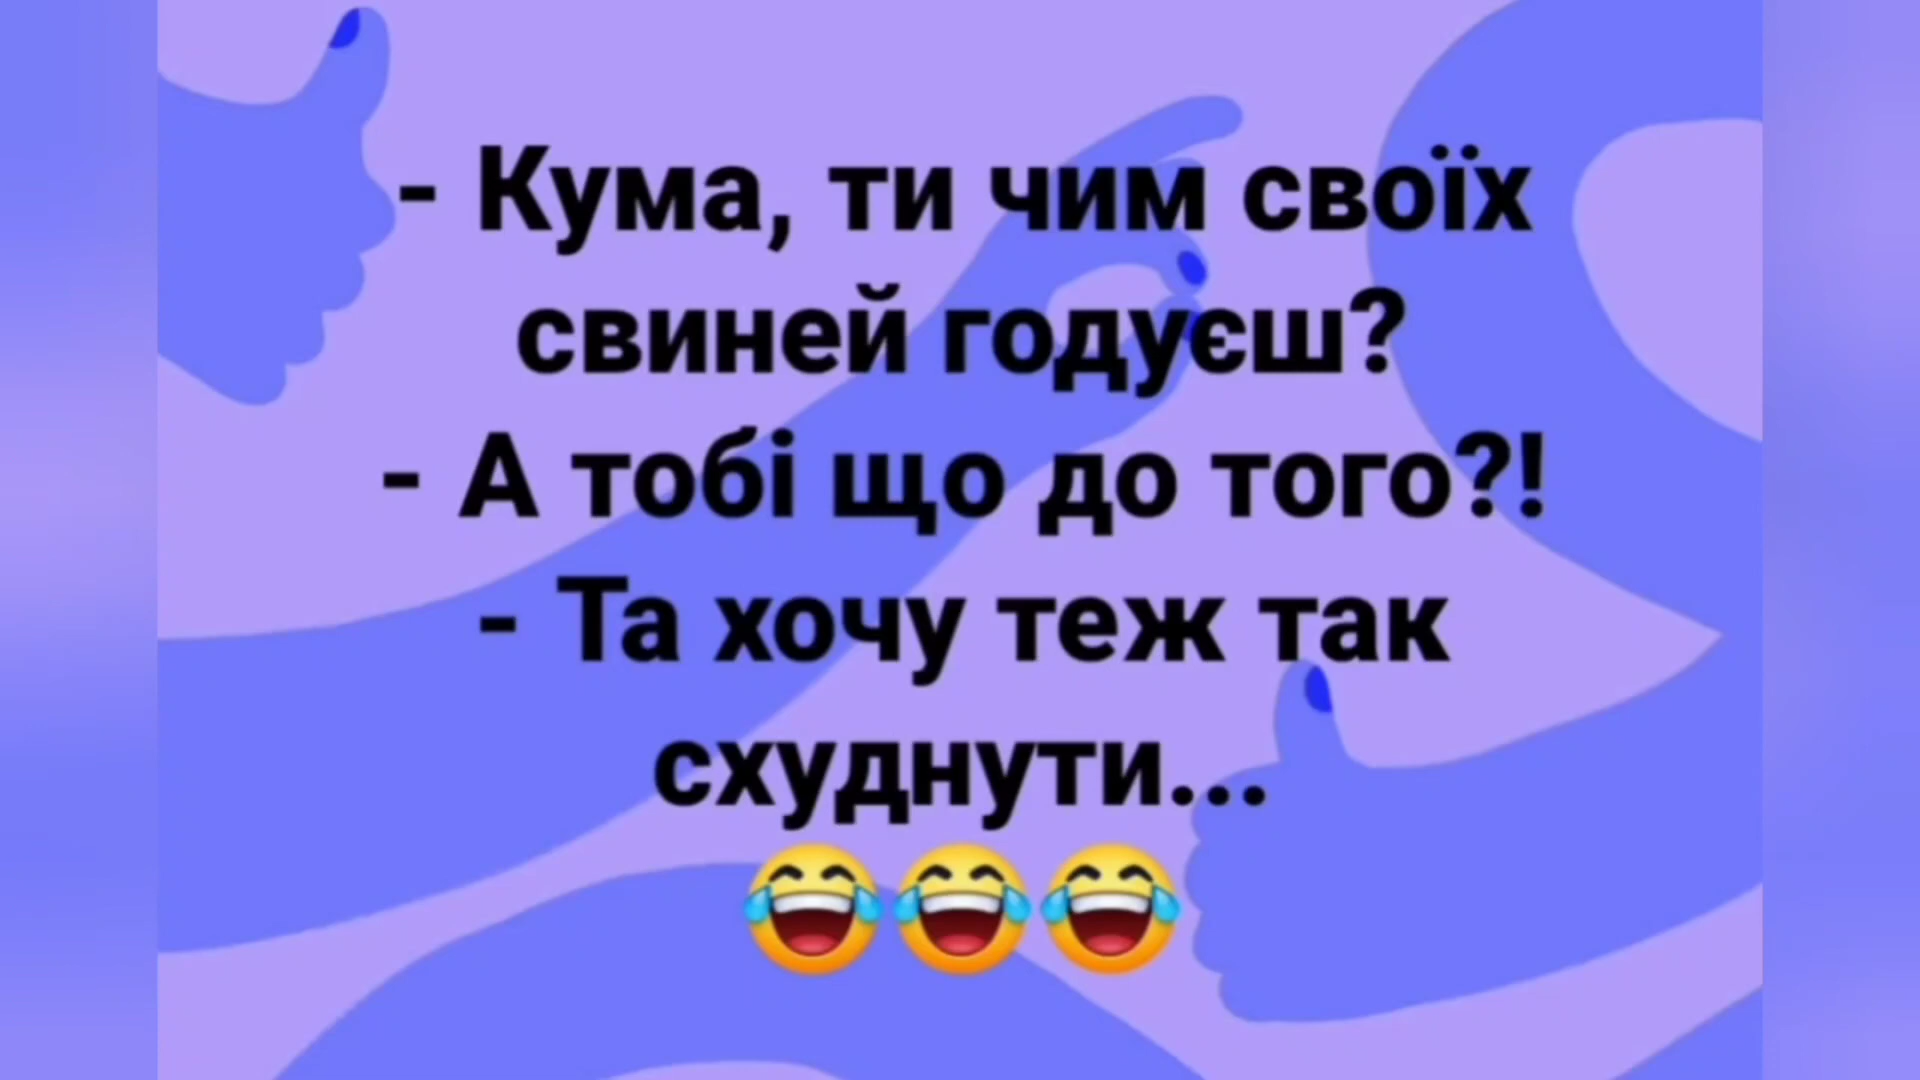 - Кума, ти чим своїх
свиней годуєш?
- А тобі що до того?!
- Та хочу теж так
схуднути...
😂😂😂